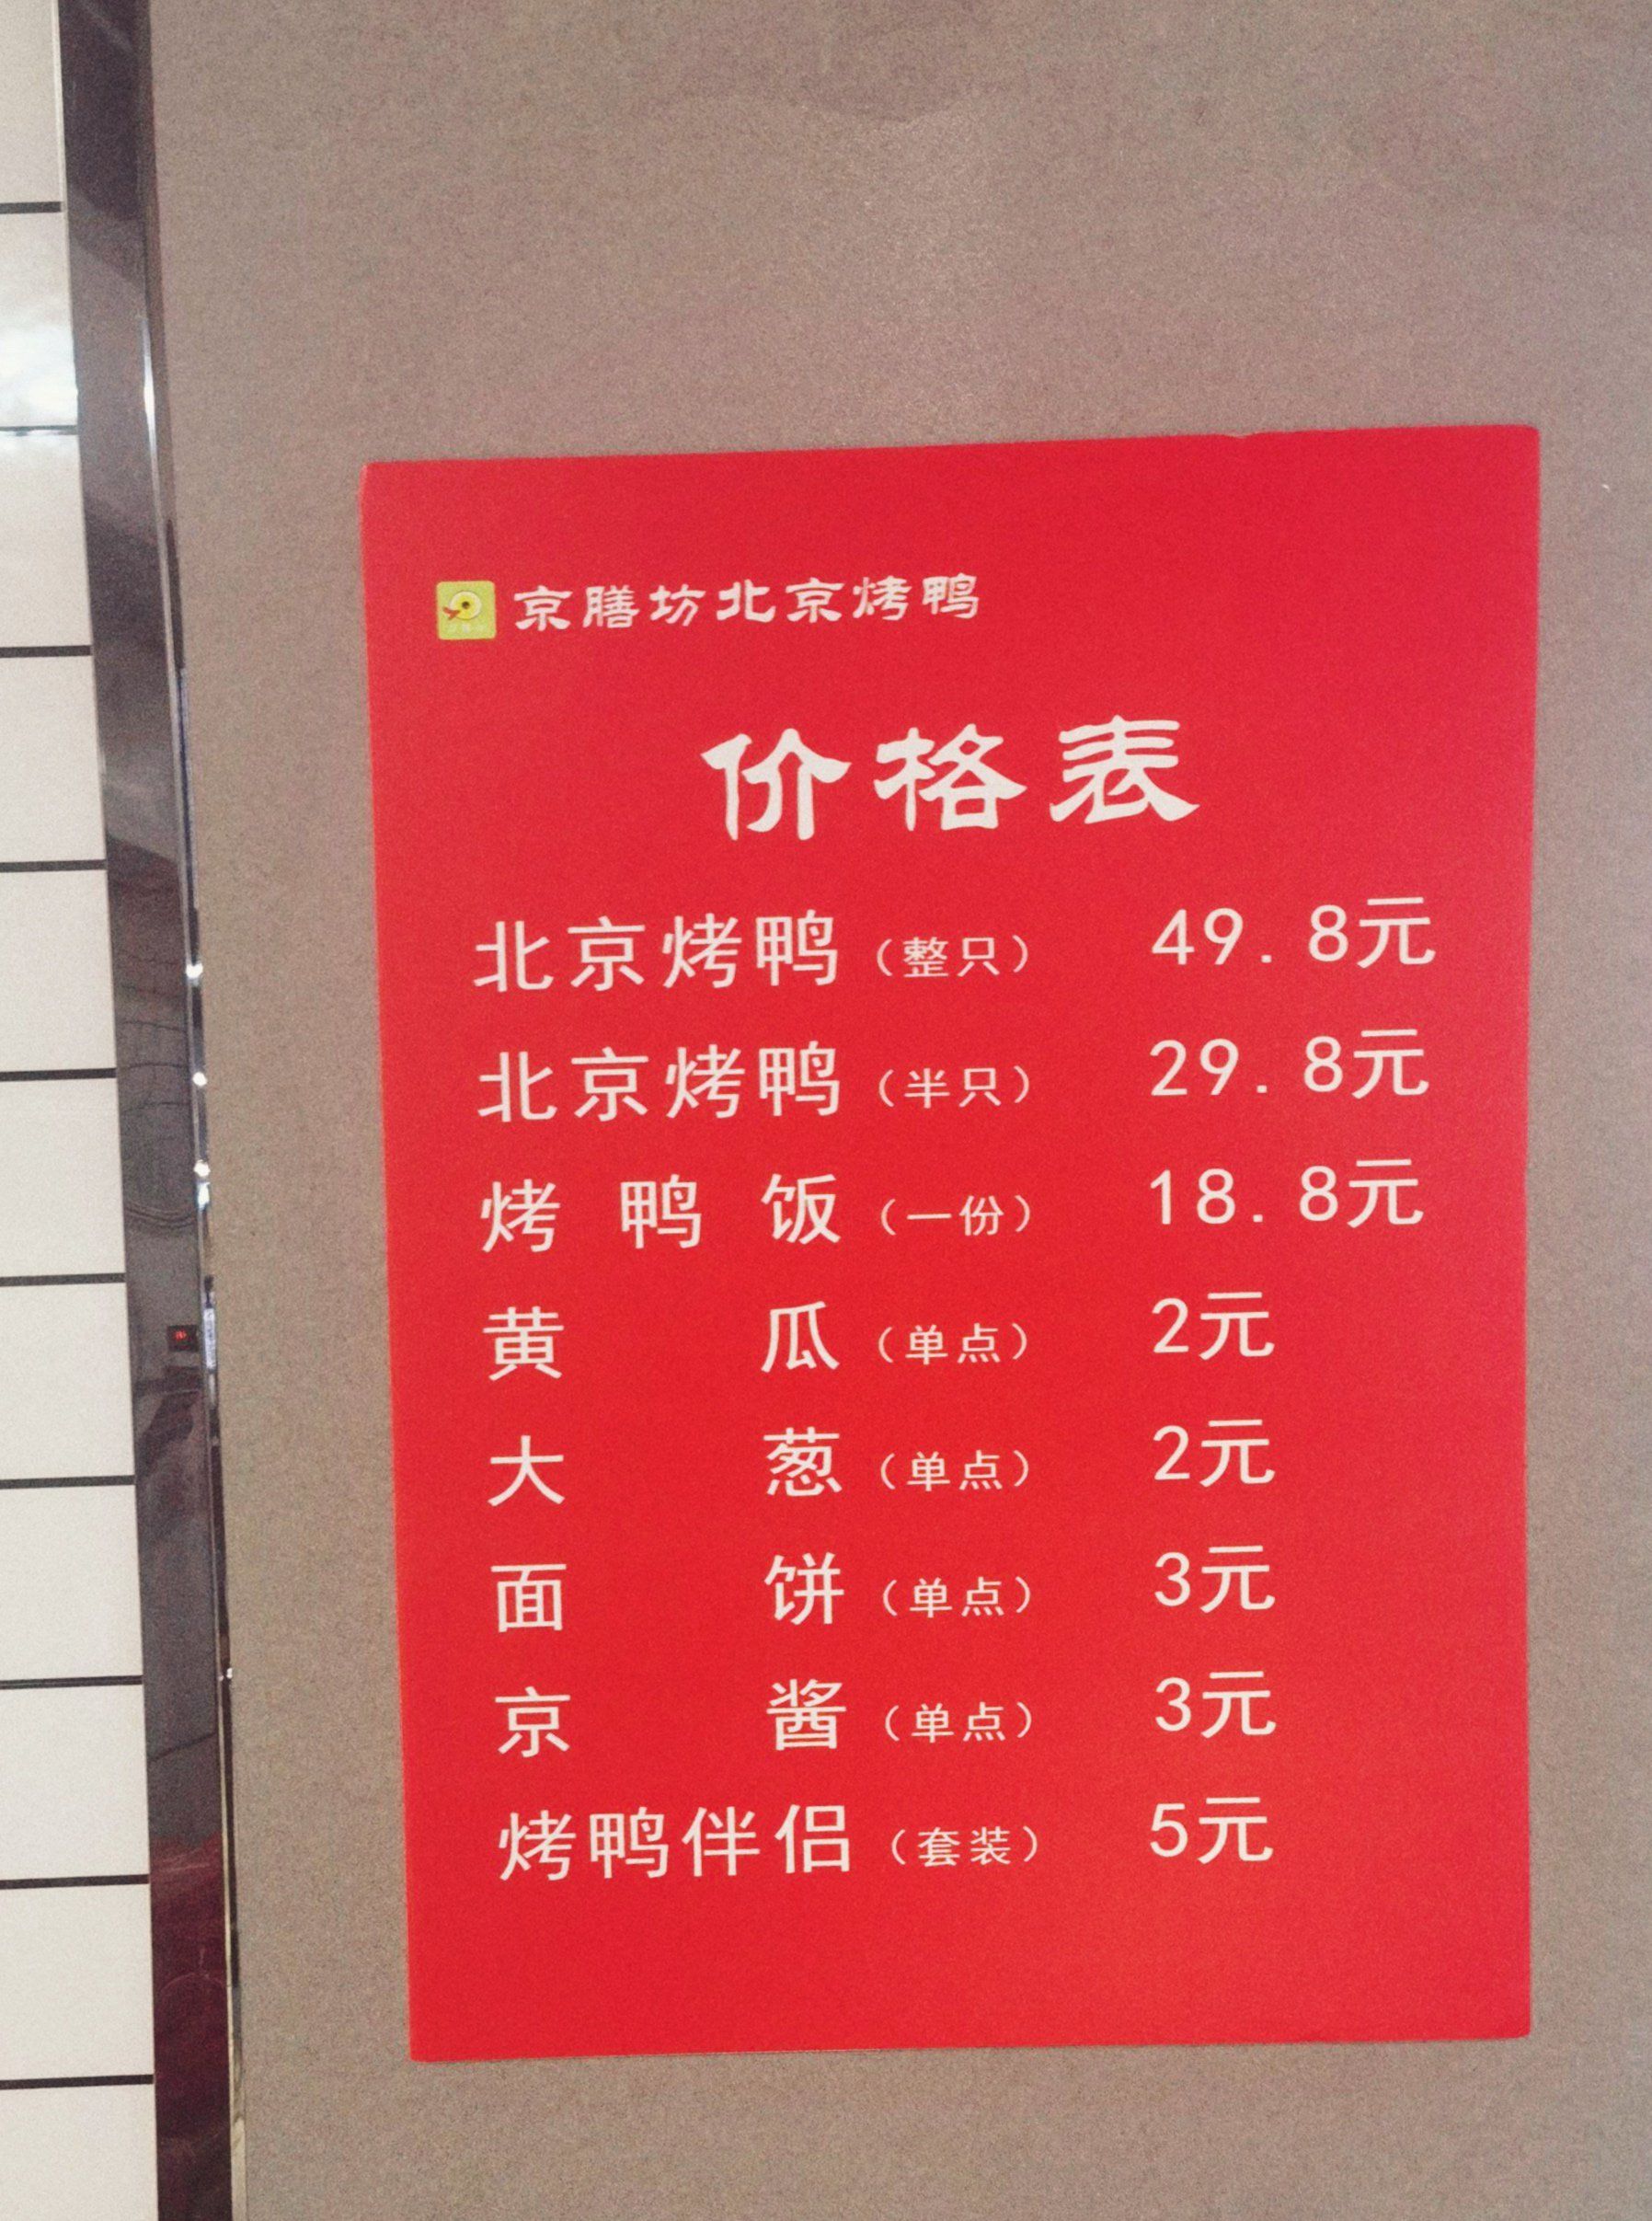 京膳坊北京烤鸭
价格表
北京烤鸭（整只） 49.8元
北京烤鸭（半只） 29.8元
烤鸭饭（一份） 18.8元
黄瓜（单点） 2元
大葱（单点） 2元
面饼（单点） 3元
京酱（单点） 3元
烤鸭伴侣（套装） 5元